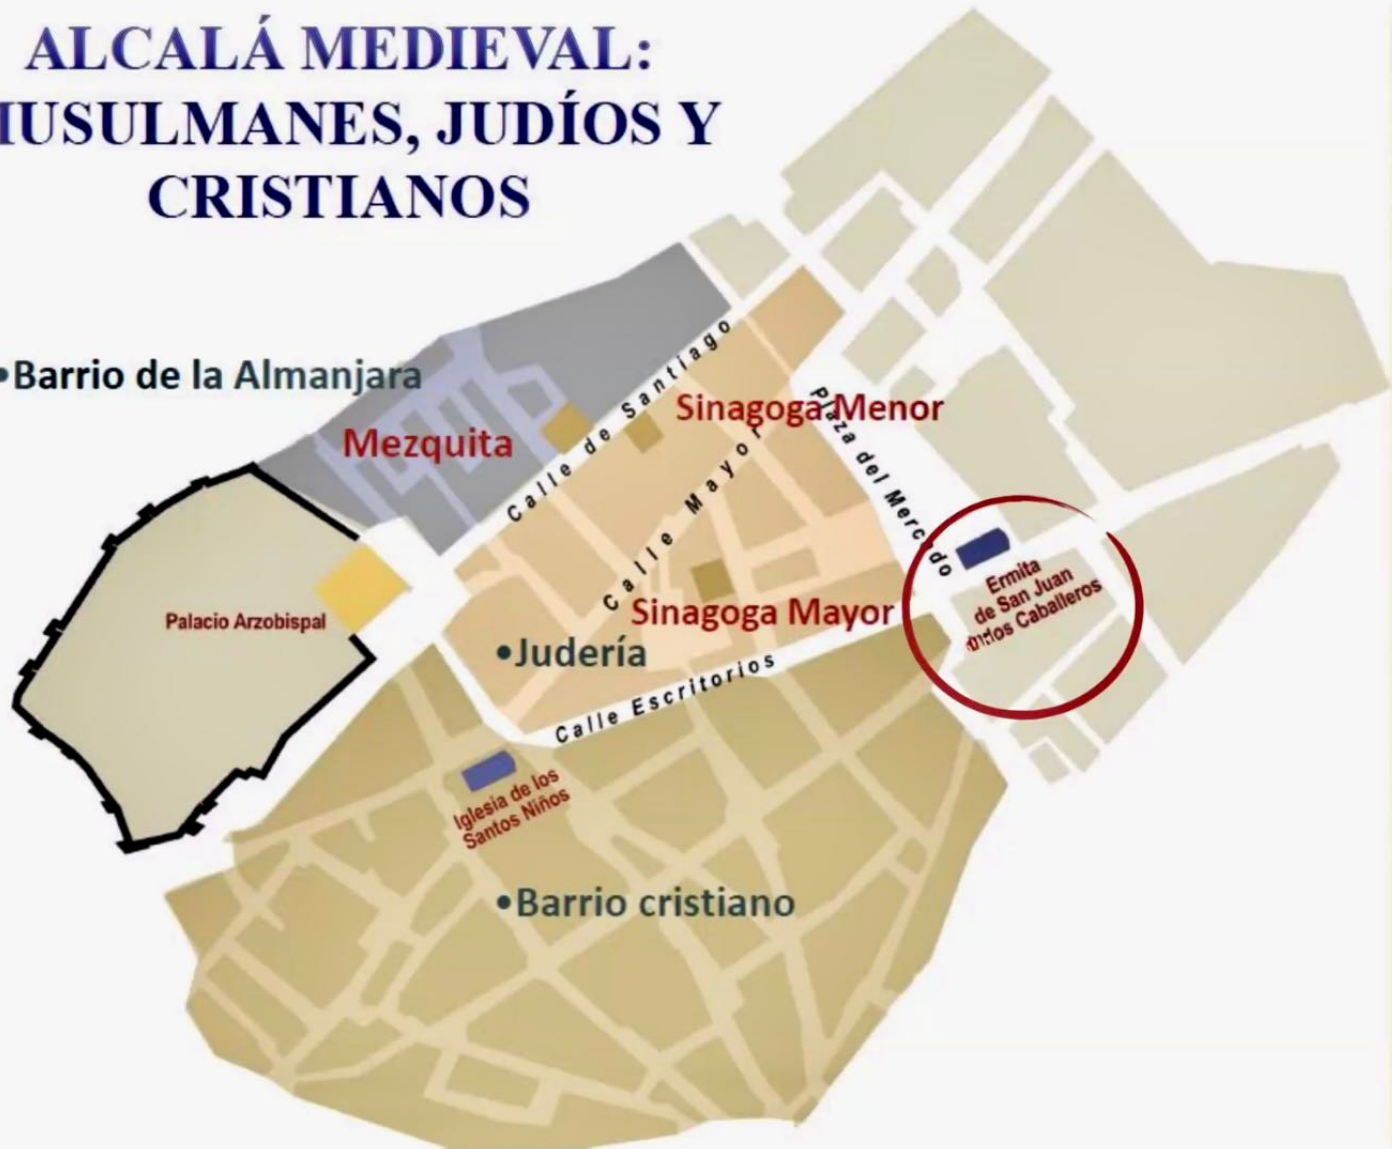 ALCALÁ MEDIEVAL:
MUSULMANES, JUDÍOS Y
CRISTIANOS
•Barrio de la Almanjara
Mezquita
Calle de Santiago
Sinagoga Menor
Plaza del Mercado
Calle Mayor
Palacio Arzobispal
Sinagoga Mayor
Ermita
de San Juan
los Caballeros
•Judería
Calle Escritorios
Iglesia de los
Santos Niños
•Barrio cristiano